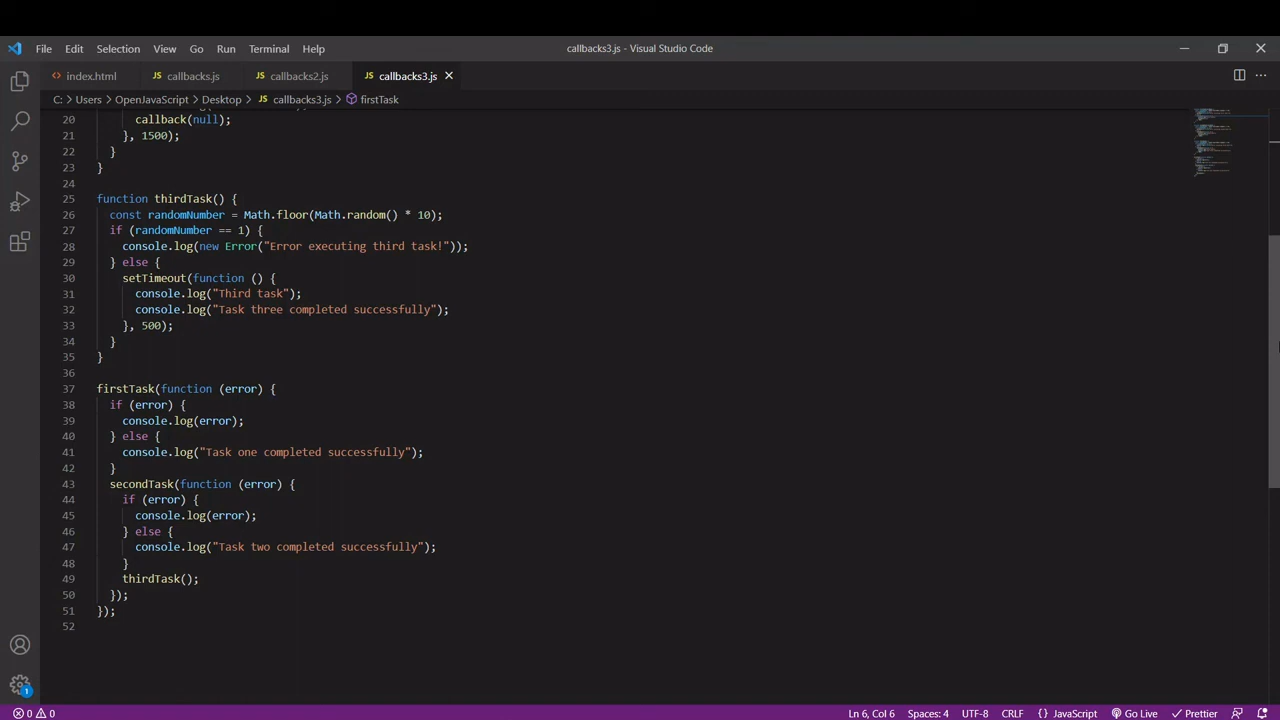 File Edit Selection View Go Run Terminal Help callbacks3.js - Visual Studio Code
index.html JS callbacks.js JS callbacks2.js JS callbacks3.js
C: > Users > OpenJavaScript > Desktop > JS callbacks3.js > firstTask
20 callback(null);
21 }, 1500);
22 }
23 }
24
25 function thirdTask() {
26 const randomNumber = Math.floor(Math.random() * 10);
27 if (randomNumber == 1) {
28 console.log(new Error("Error executing third task!"));
29 } else {
30 setTimeout(function () {
31 console.log("Third task");
32 console.log("Task three completed successfully");
33 }, 500);
34 }
35 }
36
37 firstTask(function (error) {
38 if (error) {
39 console.log(error);
40 } else {
41 console.log("Task one completed successfully");
42 }
43 secondTask(function (error) {
44 if (error) {
45 console.log(error);
46 } else {
47 console.log("Task two completed successfully");
48 }
49 thirdTask();
50 });
51 });
52
1
0 0 Ln 6, Col 6 Spaces: 4 UTF-8 CRLF {} JavaScript Go Live Prettier